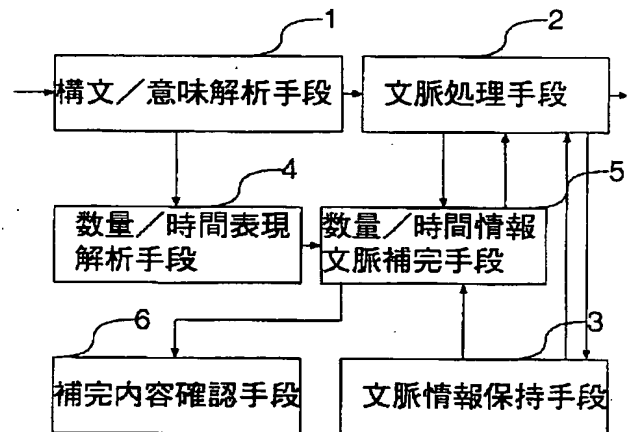 1
2
構文／意味解析手段
文脈処理手段
4
5
数量／時間表現
解析手段
数量／時間情報
文脈補完手段
6
3
補完内容確認手段
文脈情報保持手段